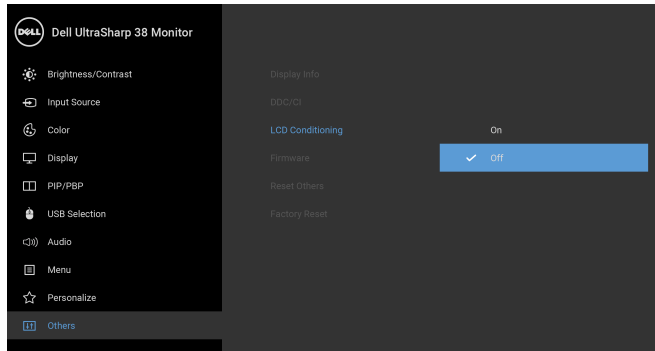 DELL Dell UltraSharp 38 Monitor
Brightness/Contrast
Input Source
Color
Display
PIP/PBP
USB Selection
Audio
Menu
Personalize
Others
Display Info
DDC/CI
LCD Conditioning
Firmware
Reset Others
Factory Reset
On
Off